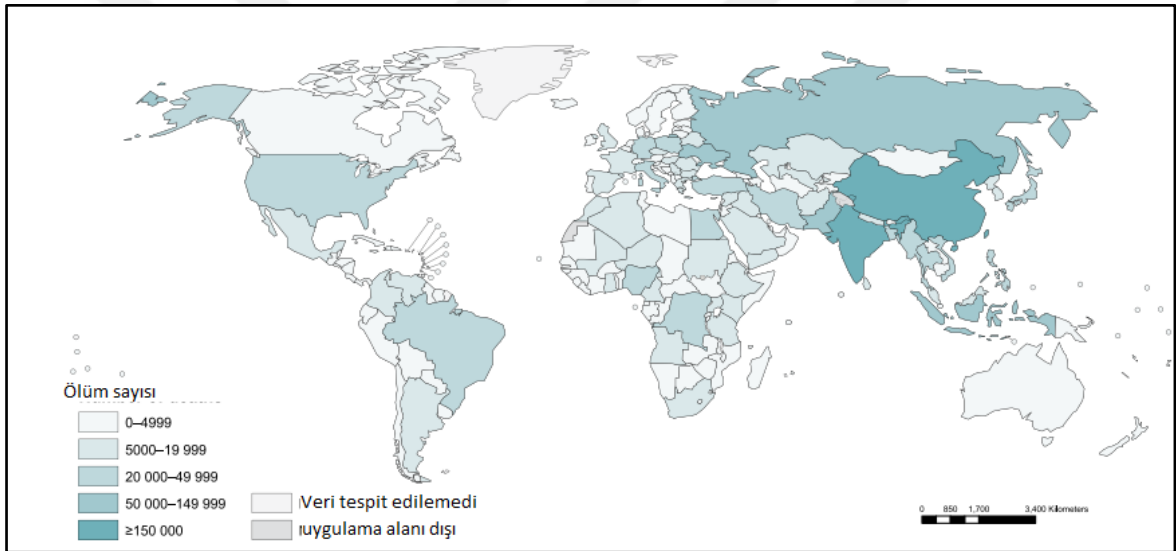 Ölüm sayısı
0–4999
5000–19 999
20 000–49 999
50 000–149 999
≥150 000
Veri tespit edilemedi
uygulama alanı dışı
0 850 1,700 3,400 Kilometers